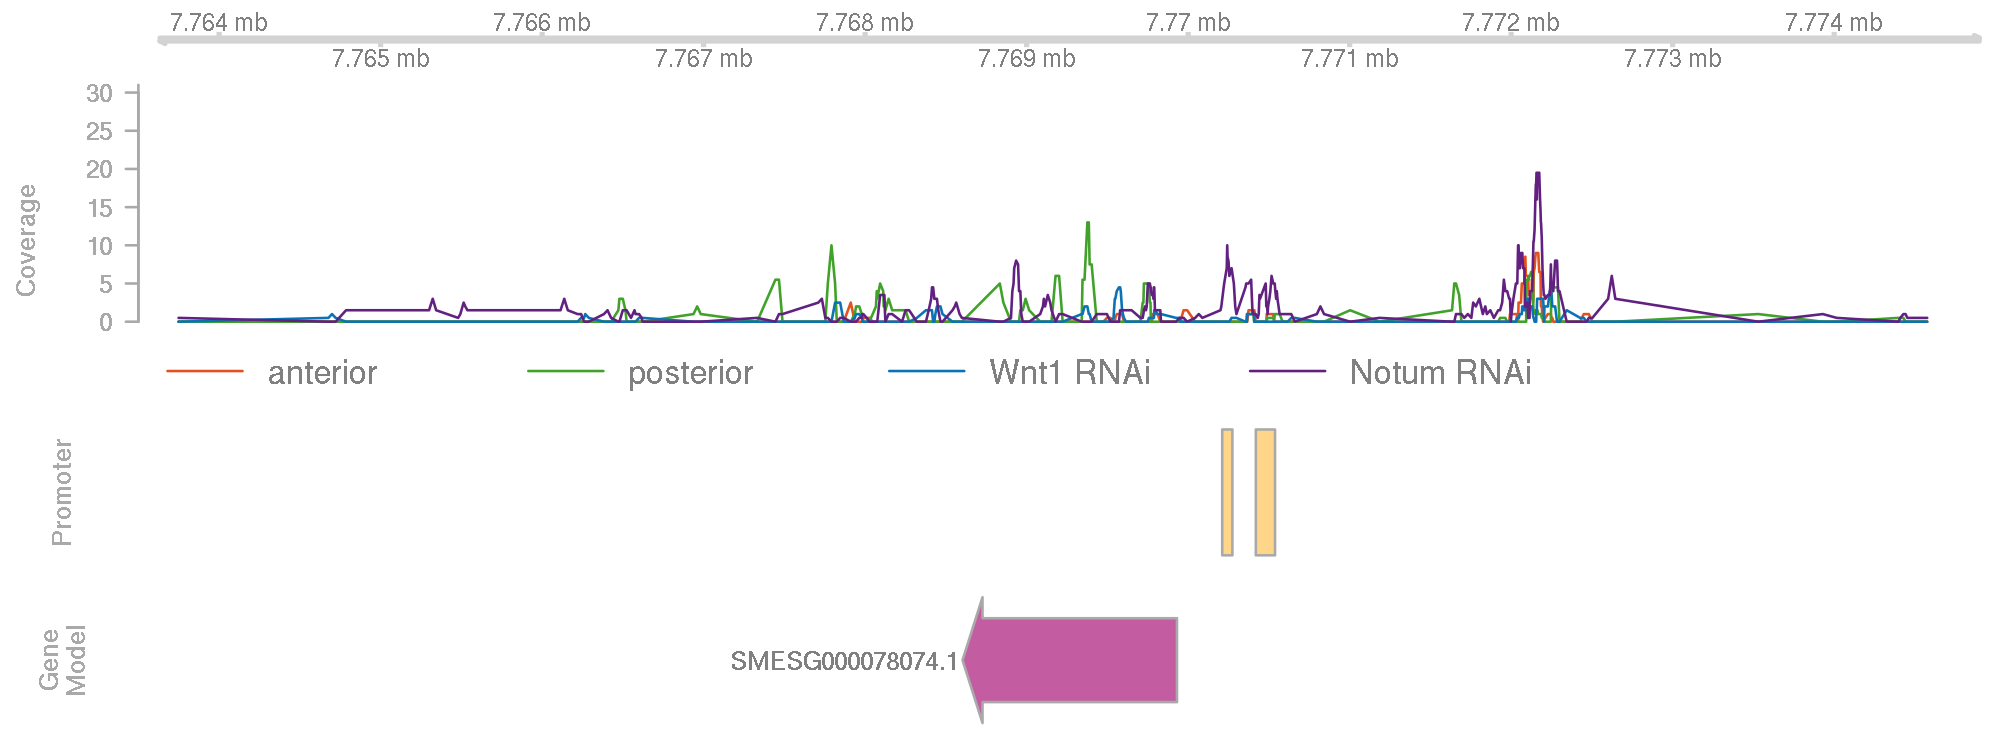 7.764 mb 7.766 mb 7.768 mb 7.77 mb 7.772 mb 7.774 mb
7.765 mb 7.767 mb 7.769 mb 7.771 mb 7.773 mb
30
25
20
15
10
5
0
Coverage
anterior posterior Wnt1 RNAi Notum RNAi
Promoter
Gene
Model
SMESG000078074.1